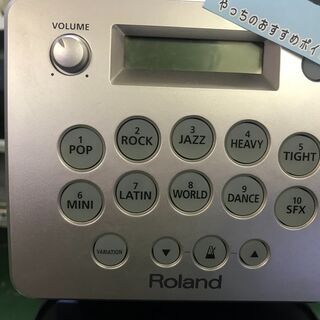 VOLUME
やっちのおすすめポイ
1 POP
2 ROCK
3 JAZZ
4 HEAVY
5 TIGHT
6 MINI
7 LATIN
8 WORLD
9 DANCE
10 SFX
VARIATION
Roland